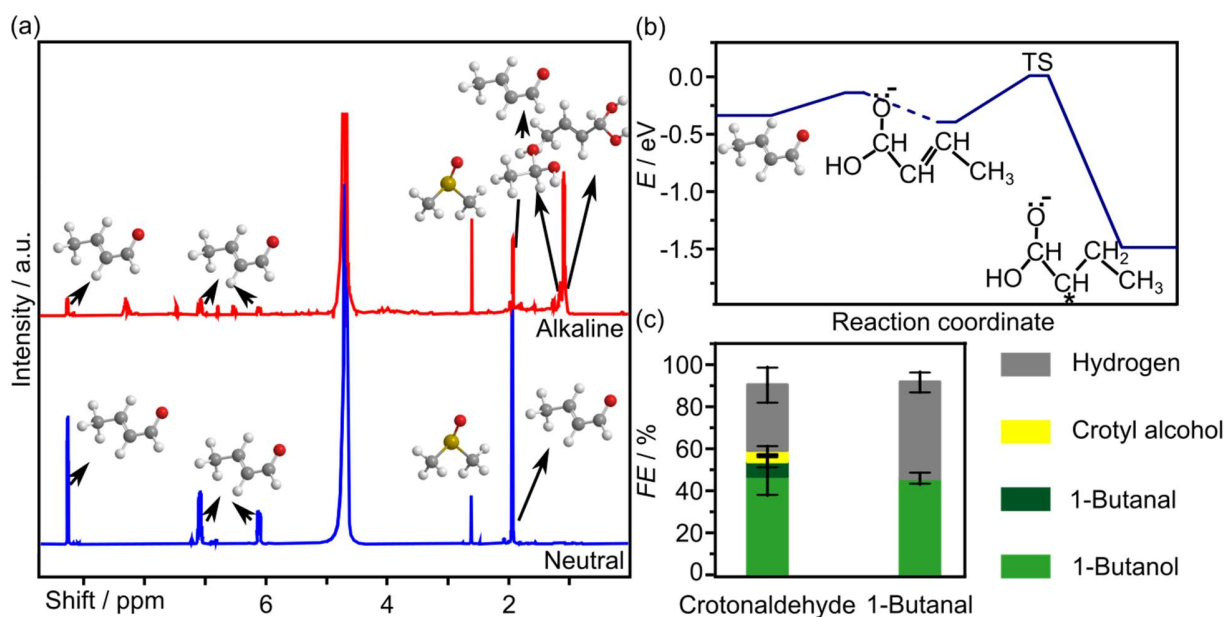 (a)
Intensity / a.u.
Alkaline
Neutral
Shift / ppm
6
4
2
(b)
E / eV
0.0
-0.5
-1.0
-1.5
TS
O
-
CH
HO
CH
CH
CH3
O
-
CH
CH2
HO
CH
CH3
*
Reaction coordinate
(c)
FE / %
100
80
60
40
20
0
Crotonaldehyde
1-Butanal
Hydrogen
Crotyl alcohol
1-Butanal
1-Butanol